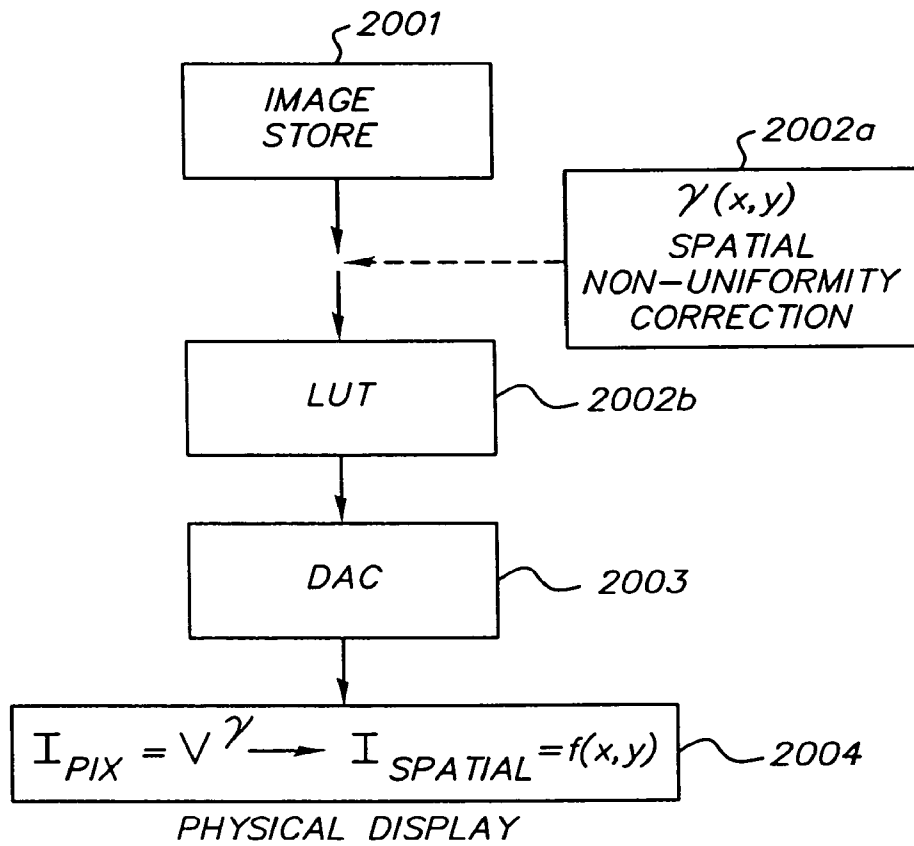 2001
IMAGE
STORE
2002a
γ(x,y)
SPATIAL
NON-UNIFORMITY
CORRECTION
LUT
2002b
DAC
2003
I_PIX = V^γ → I_SPATIAL = f(x,y)
2004
PHYSICAL DISPLAY